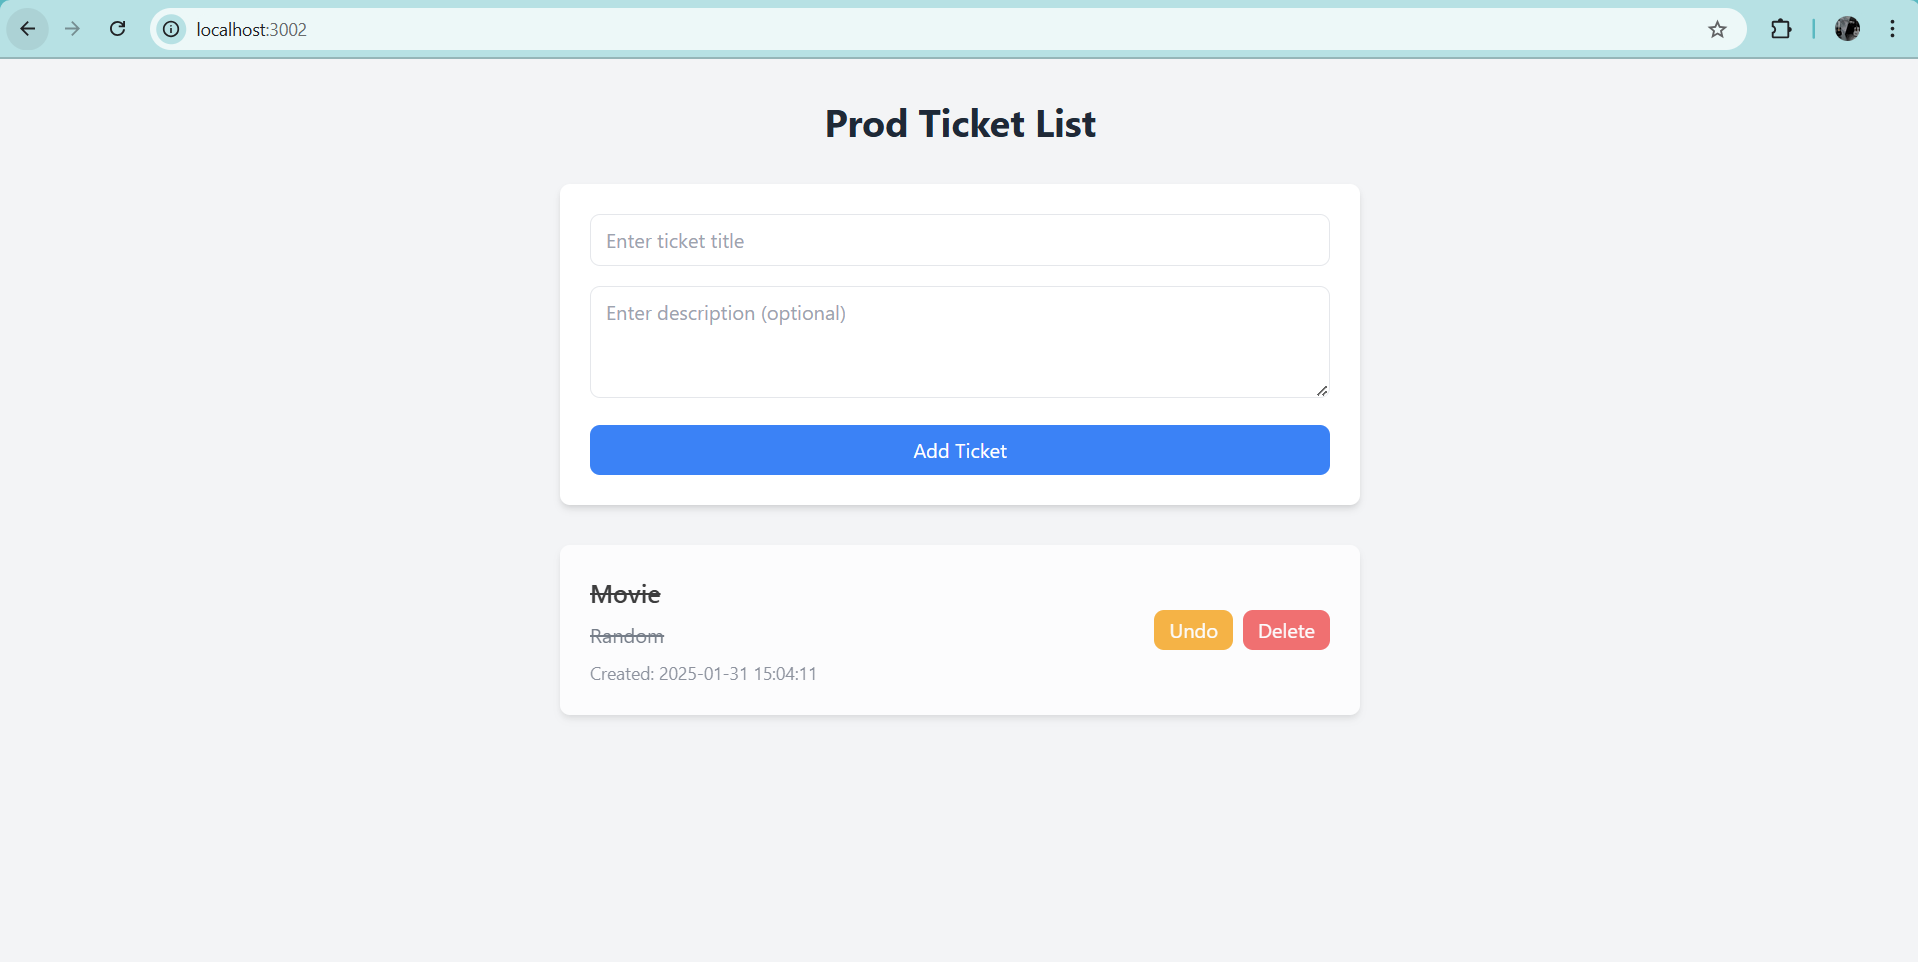 localhost:3002
Prod Ticket List
Enter ticket title
Enter description (optional)
Add Ticket
Movie
Random
Created: 2025-01-31 15:04:11
Undo
Delete